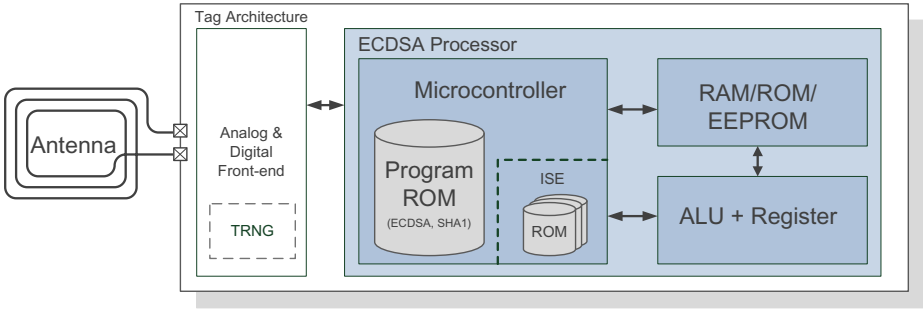 Tag Architecture
Antenna
Analog &
Digital
Front-end
TRNG
ECDSA Processor
Microcontroller
Program
ROM
(ECDSA, SHA1)
ISE
ROM
RAM/ROM/
EEPROM
ALU + Register